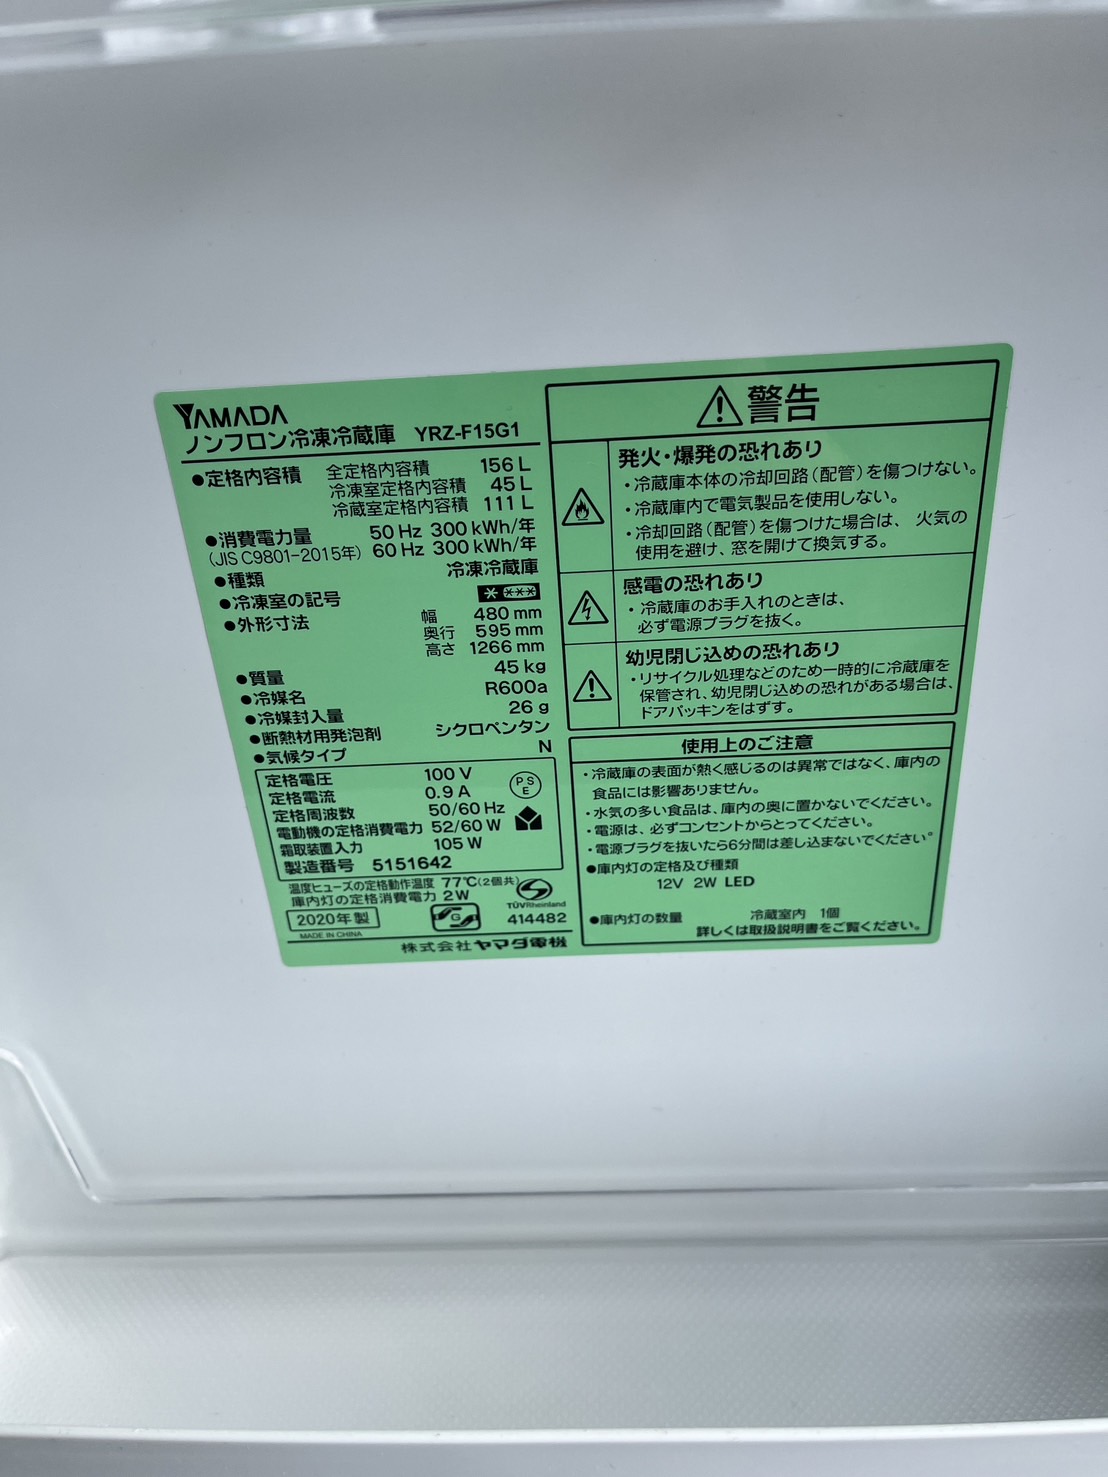 YAMADA
ノンフロン冷凍冷蔵庫 YRZ-F15G1
●定格内容積 全定格内容積 156 L
冷凍室定格内容積 45 L
冷蔵室定格内容積 111 L
●消費電力量 50 Hz 300 kWh/年
(JIS C9801-2015年) 60 Hz 300 kWh/年
●種類 冷凍冷蔵庫
●冷凍室の記号
●外形寸法 幅 480 mm
奥行 595 mm
高さ 1266 mm
●質量 45 kg
●冷媒名 R600a
●冷媒封入量 26 g
●断熱材用発泡剤 シクロペンタン
●気候タイプ N
定格電圧 100 V
定格電流 0.9 A
定格周波数 50/60 Hz
電動機の定格消費電力 52/60 W
霜取装置入力 105 W
製造番号 5151642
PS
E
温度ヒューズの定格動作温度 77℃(2個共)
庫内灯の定格消費電力 2W
2020年製
MADE IN CHINA
G
TÜVRheinland
414482
株式会社ヤマダ電機
警告
発火・爆発の恐れあり
・冷蔵庫本体の冷却回路(配管)を傷つけない。
・冷蔵庫内で電気製品を使用しない。
・冷却回路(配管)を傷つけた場合は、 火気の
使用を避け、窓を開けて換気する。
感電の恐れあり
・冷蔵庫のお手入れのときは、
必ず電源プラグを抜く。
幼児閉じ込めの恐れあり
・リサイクル処理などのため一時的に冷蔵庫を
保管され、幼児閉じ込めの恐れがある場合は、
ドアパッキンをはずす。
使用上のご注意
・冷蔵庫の表面が熱く感じるのは異常ではなく、庫内の
食品には影響ありません。
・水気の多い食品は、庫内の奥に置かないでください。
・電源は、必ずコンセントからとってください。
・電源プラグを抜いたら6分間は差し込まないでください。
●庫内灯の定格及び種類
12V 2W LED
●庫内灯の数量 冷蔵室内 1個
詳しくは取扱説明書をご覧ください。